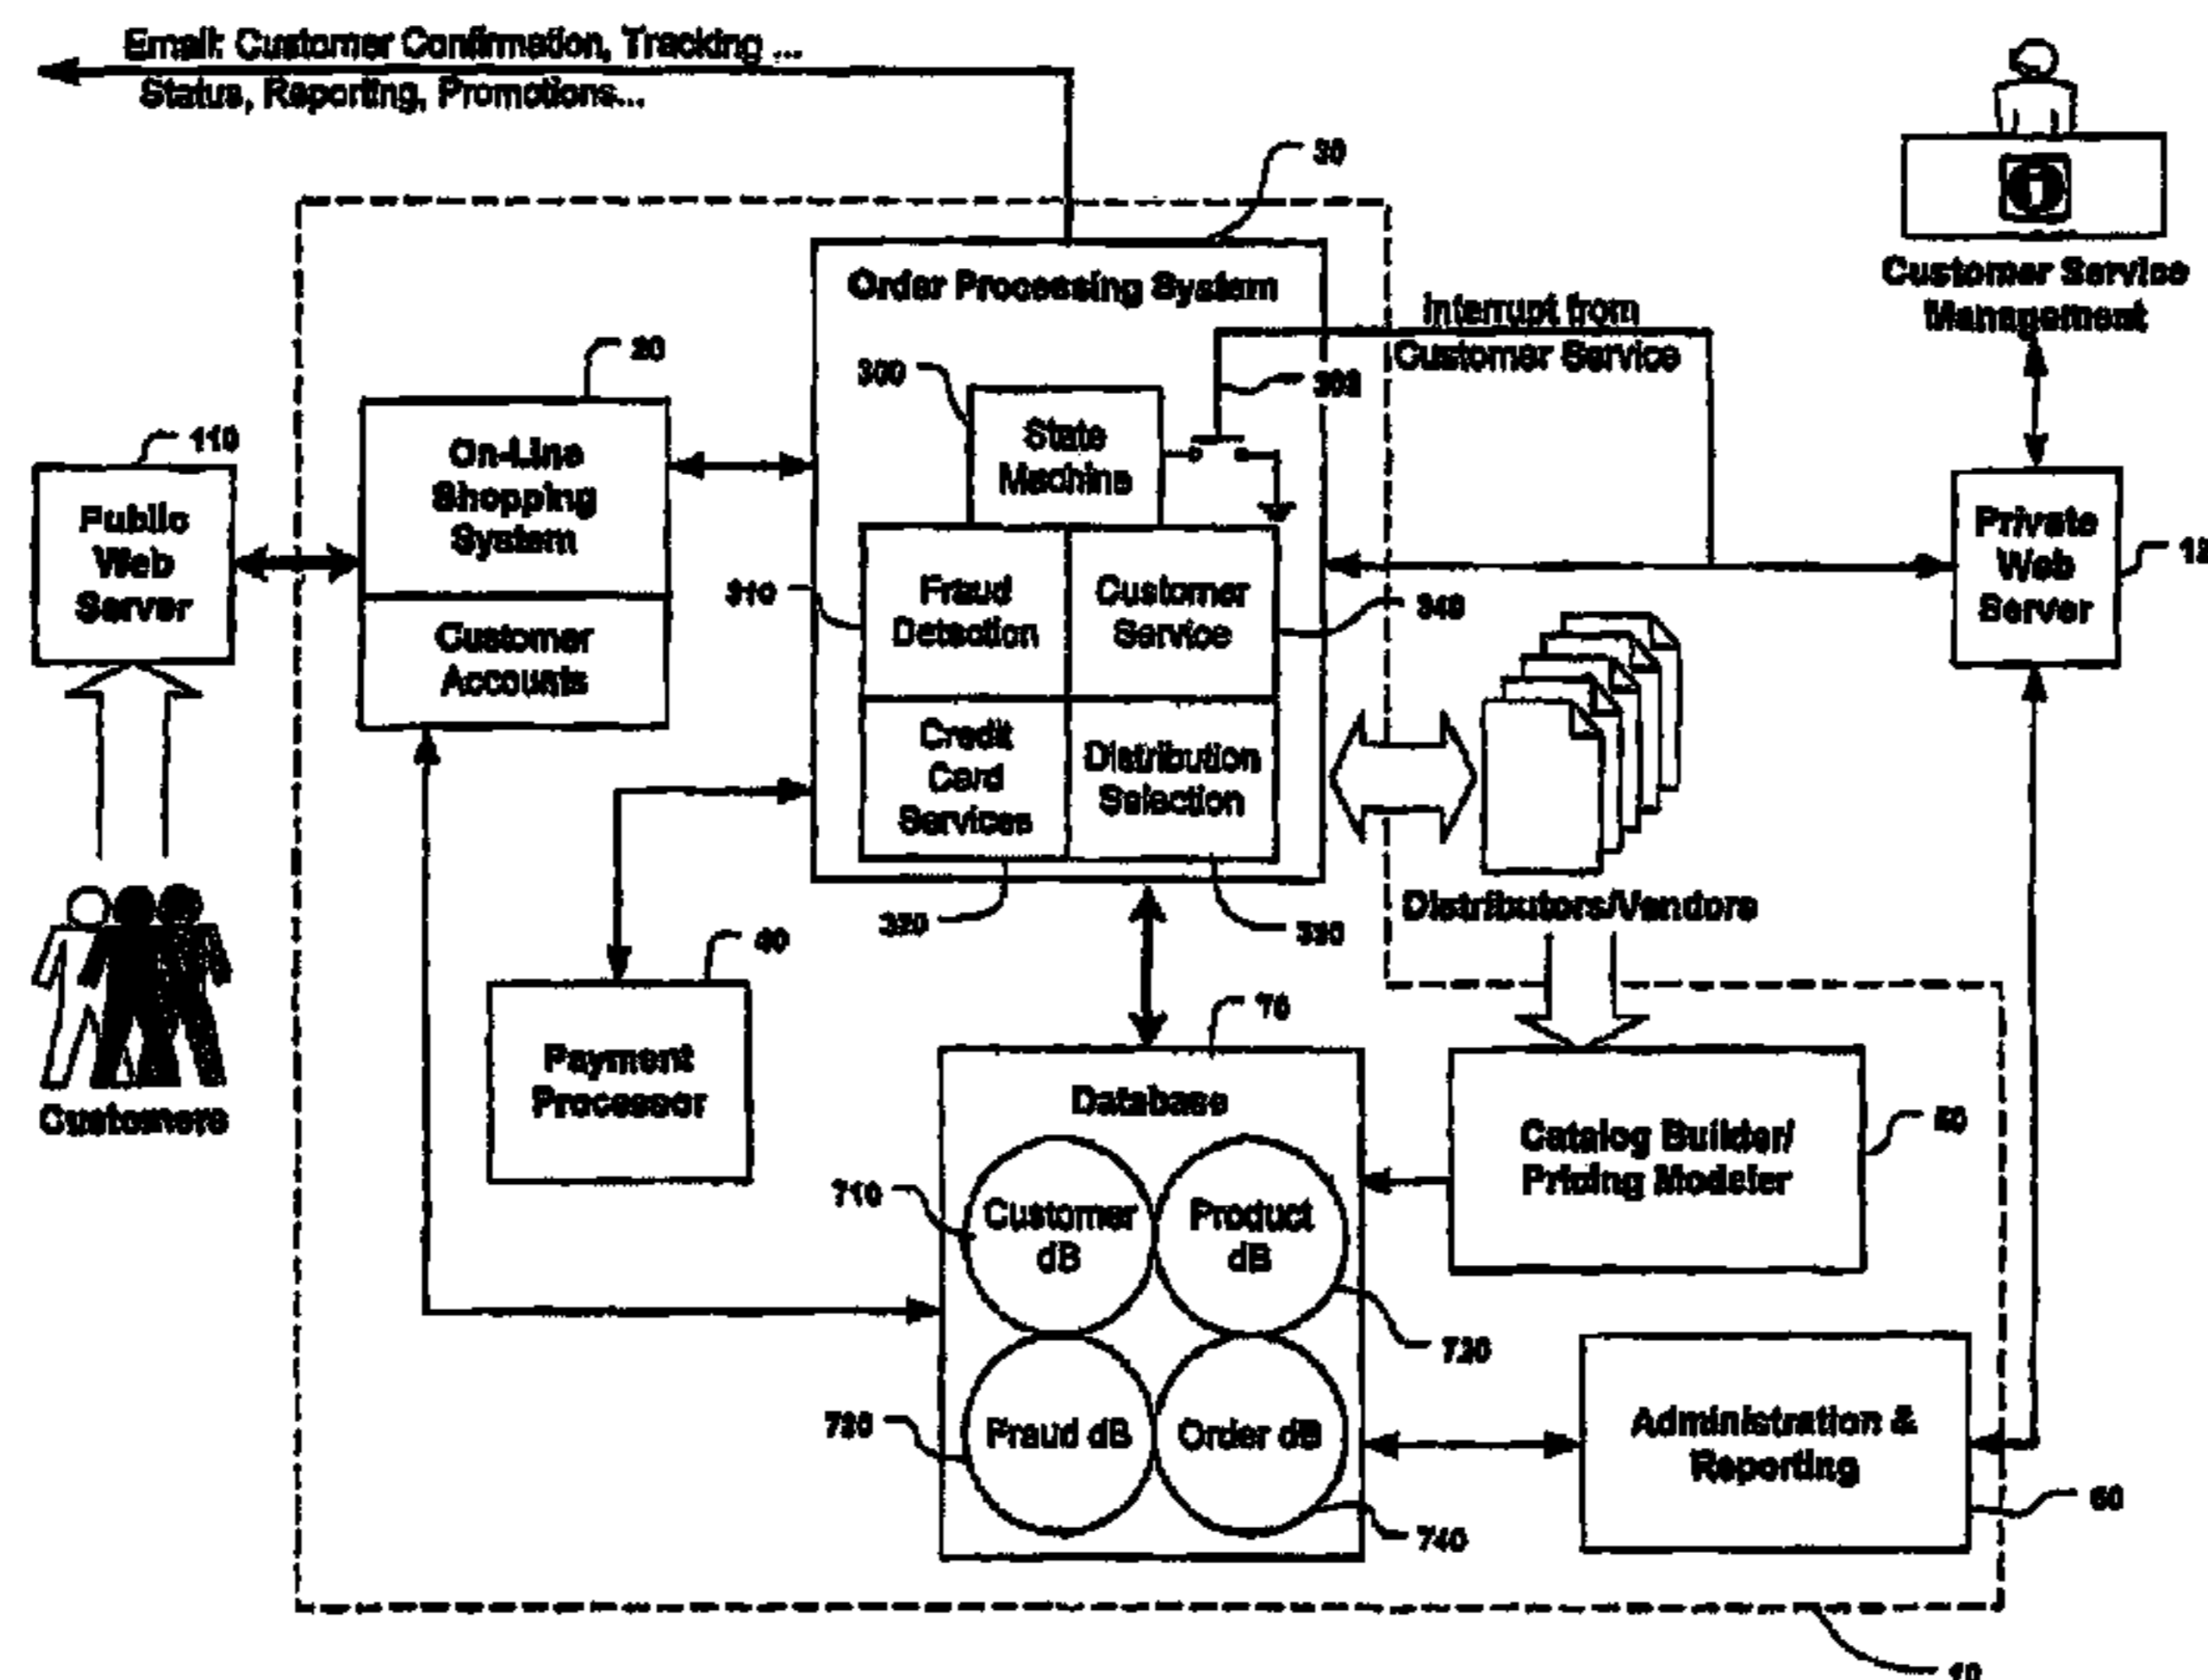 Email: Customer Confirmation, Tracking ...
Status, Reporting, Promotions...
30
Order Processing System
Customer Service
Management
Interrupt from
Customer Service
20
300
State
Machine
110
On-Line
Shopping
System
Public
Web
Server
Private
Web
Server
310
Fraud
Detection
Customer
Service
340
Customer
Accounts
Credit
Card
Services
Distribution
Selection
320
Distributors/Vendors
Customers
70
Payment
Processor
Database
Catalog Builder/
Pricing Modeler
710
Customer
dB
Product
dB
720
Fraud dB
Order dB
Administration &
Reporting
740
60
10